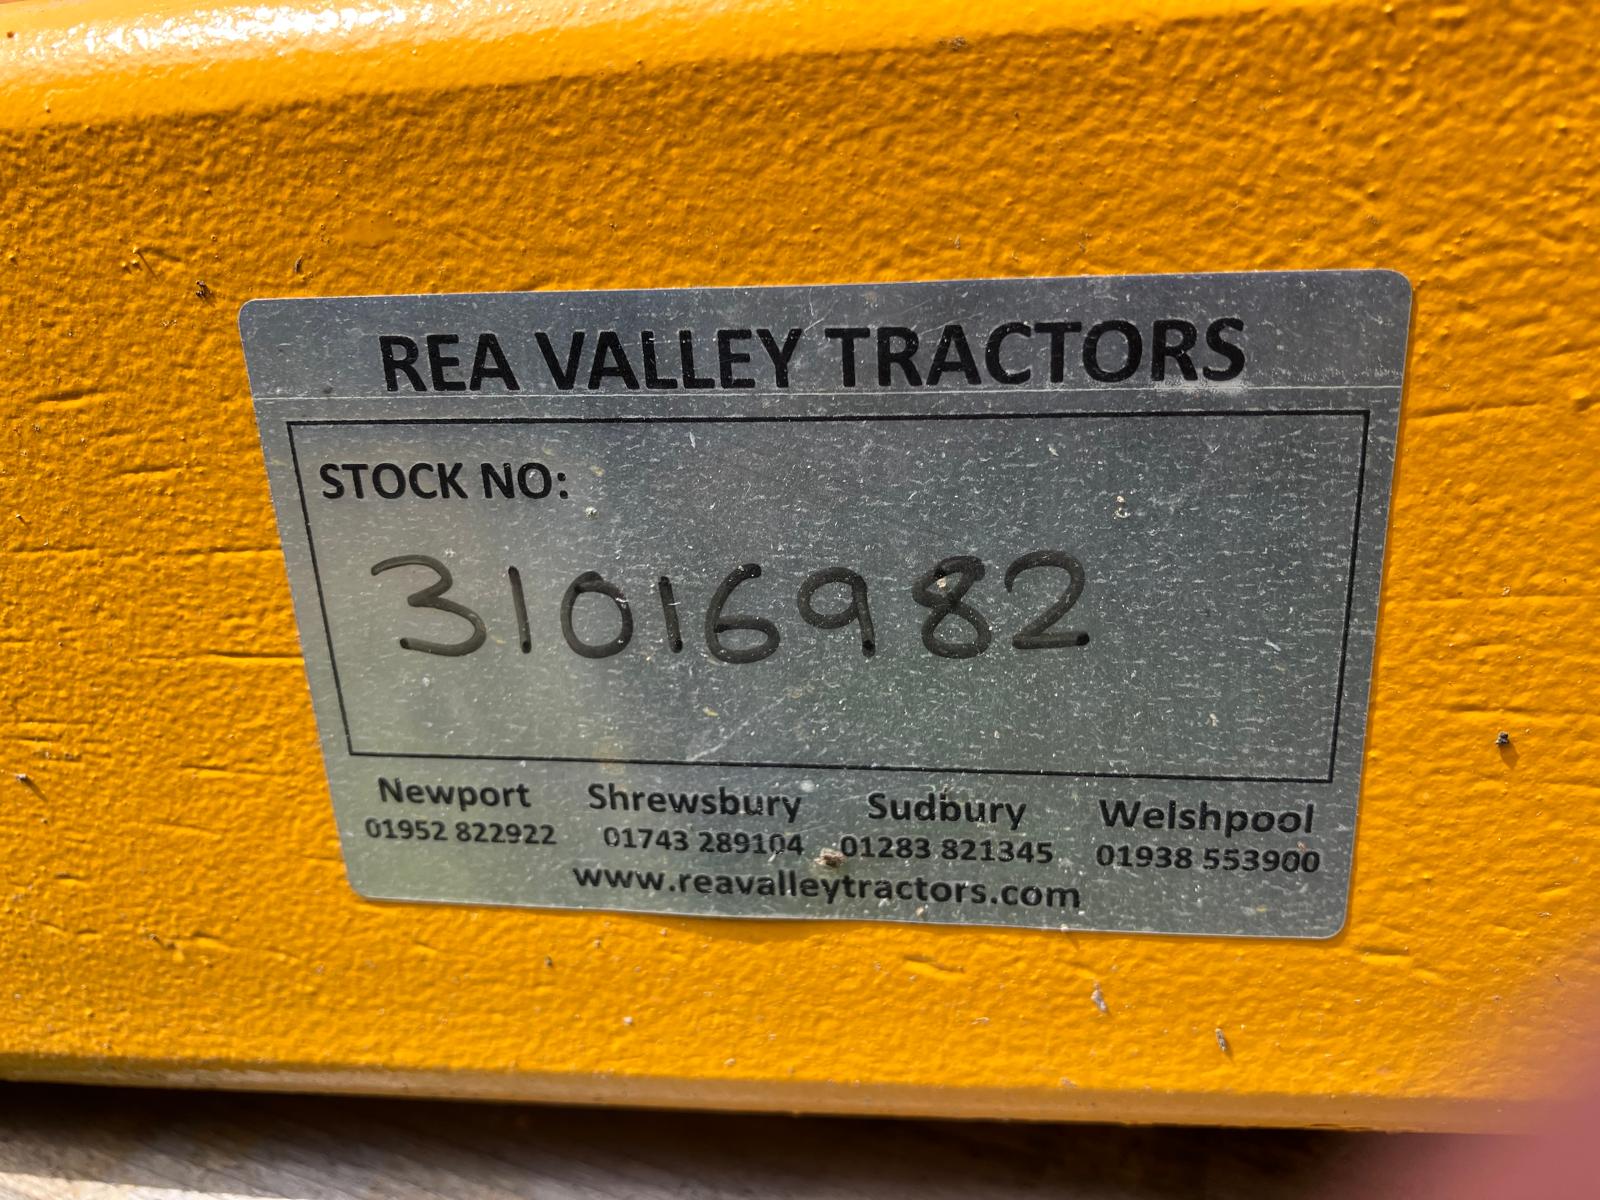 REA VALLEY TRACTORS
STOCK NO:
31016982
Newport Shrewsbury Sudbury Welshpool
01952 822922 01743 289104 01283 821345 01938 553900
www.reavalleytractors.com